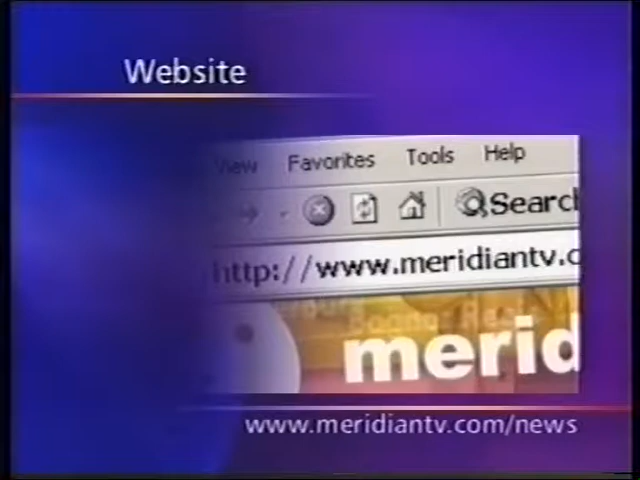 Website
View Favorites Tools Help
Search
http://www.meridiantv.c
merid
www.meridiantv.com/news